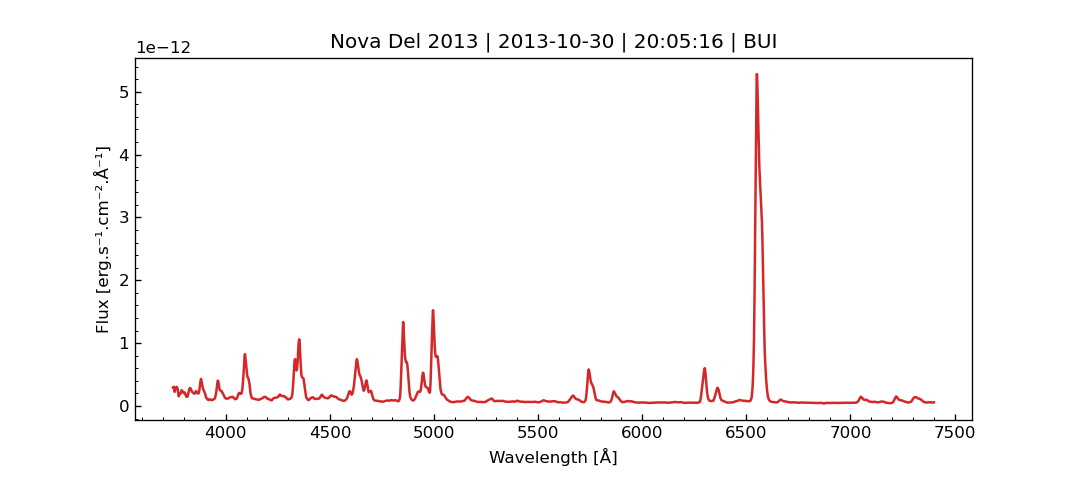 Nova Del 2013 | 2013-10-30 | 20:05:16 | BUI
1e−12
5
4
3
2
1
0
Flux [erg.s⁻¹.cm⁻².Å⁻¹]
4000 4500 5000 5500 6000 6500 7000 7500
Wavelength [Å]